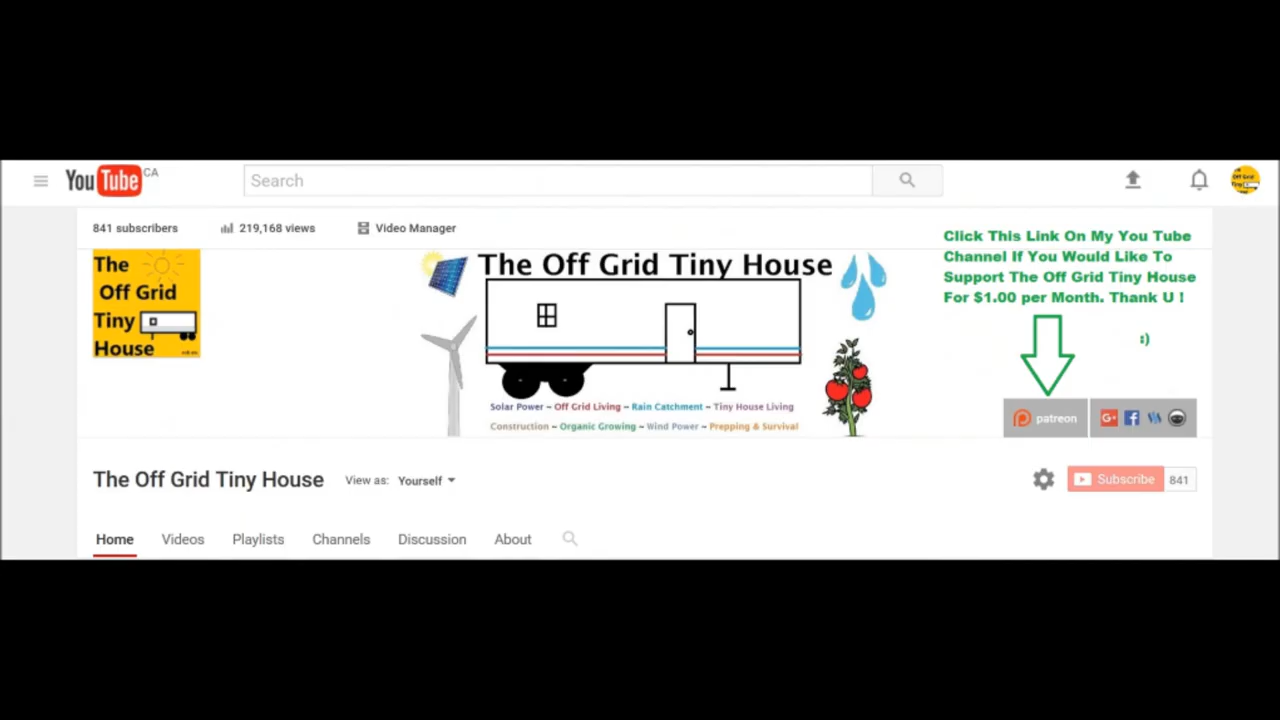 YouTube CA
Search
841 subscribers
219,168 views
Video Manager
Click This Link On My You Tube
Channel If You Would Like To
Support The Off Grid Tiny House
For $1.00 per Month. Thank U !
:)
The
Off Grid
Tiny
House
The Off Grid Tiny House
Solar Power ~ Off Grid Living ~ Rain Catchment ~ Tiny House Living
Construction ~ Organic Growing ~ Wind Power ~ Prepping & Survival
patreon
G+
The Off Grid Tiny House
View as: Yourself
Subscribe 841
Home Videos Playlists Channels Discussion About